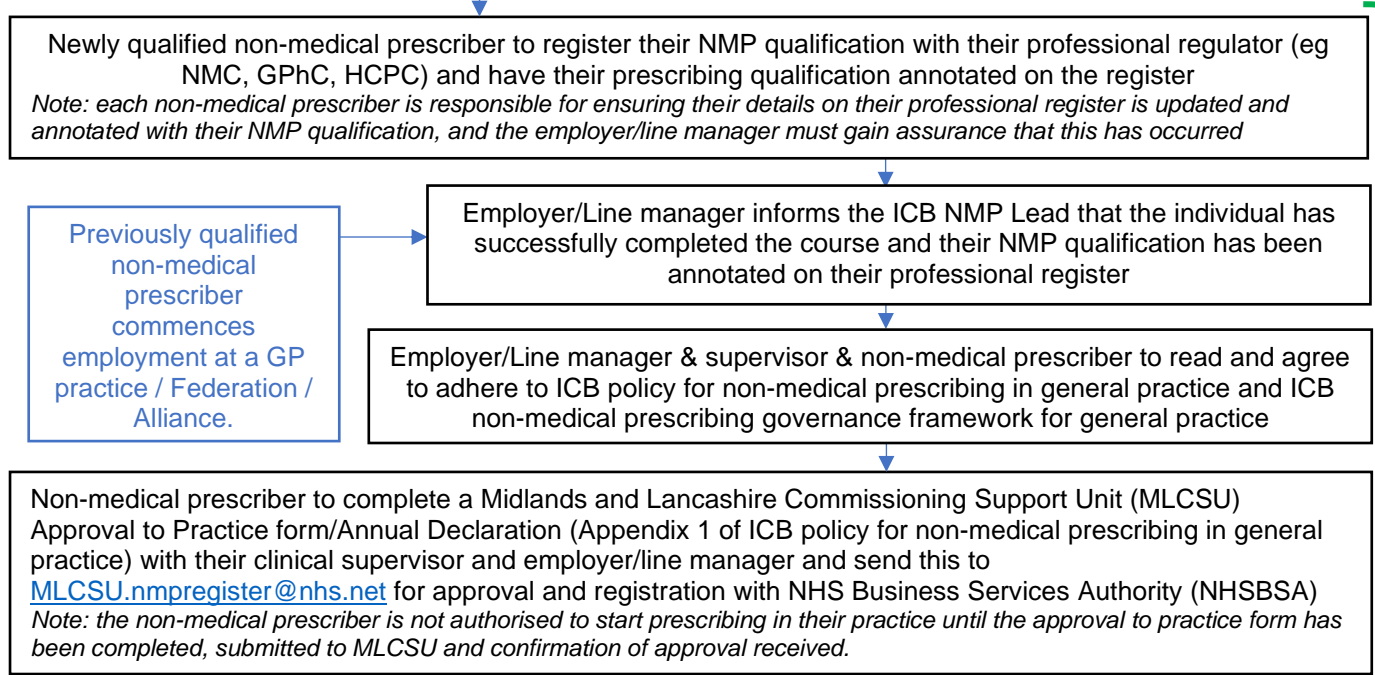 Newly qualified non-medical prescriber to register their NMP qualification with their professional regulator (eg
NMC, GPhC, HCPC) and have their prescribing qualification annotated on the register
Note: each non-medical prescriber is responsible for ensuring their details on their professional register is updated and
annotated with their NMP qualification, and the employer/line manager must gain assurance that this has occurred
Previously qualified
non-medical
prescriber
commences
employment at a GP
practice / Federation /
Alliance.
Employer/Line manager informs the ICB NMP Lead that the individual has
successfully completed the course and their NMP qualification has been
annotated on their professional register
Employer/Line manager & supervisor & non-medical prescriber to read and agree
to adhere to ICB policy for non-medical prescribing in general practice and ICB
non-medical prescribing governance framework for general practice
Non-medical prescriber to complete a Midlands and Lancashire Commissioning Support Unit (MLCSU)
Approval to Practice form/Annual Declaration (Appendix 1 of ICB policy for non-medical prescribing in general
practice) with their clinical supervisor and employer/line manager and send this to
MLCSU.nmpregister@nhs.net for approval and registration with NHS Business Services Authority (NHSBSA)
Note: the non-medical prescriber is not authorised to start prescribing in their practice until the approval to practice form has
been completed, submitted to MLCSU and confirmation of approval received.